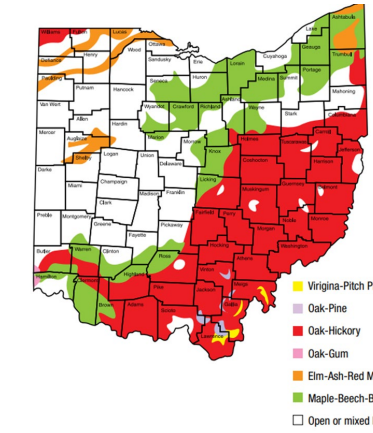 Williams
Fulton
Lucas
Ottawa
Wood
Defiance
Henry
Sandusky
Erie
Lorain
Cuyahoga
Lake
Geauga
Ashtabula
Trumbull
Paulding
Putnam
Hancock
Seneca
Huron
Medina
Summit
Portage
Mahoning
Van Wert
Allen
Wyandot
Crawford
Richland
Ashland
Wayne
Stark
Columbiana
Mercer
Auglaize
Hardin
Marion
Morrow
Holmes
Tuscarawas
Carroll
Jefferson
Shelby
Logan
Union
Delaware
Knox
Coshocton
Harrison
Darke
Miami
Champaign
Clark
Madison
Franklin
Licking
Muskingum
Guernsey
Belmont
Preble
Montgomery
Greene
Fayette
Pickaway
Fairfield
Perry
Morgan
Noble
Monroe
Butler
Warren
Clinton
Ross
Hocking
Washington
Hamilton
Clermont
Highland
Vinton
Athens
Brown
Adams
Pike
Scioto
Jackson
Meigs
Gallia
Lawrence
Viriginia-Pitch P
Oak-Pine
Oak-Hickory
Oak-Gum
Elm-Ash-Red M
Maple-Beech-B
Open or mixed